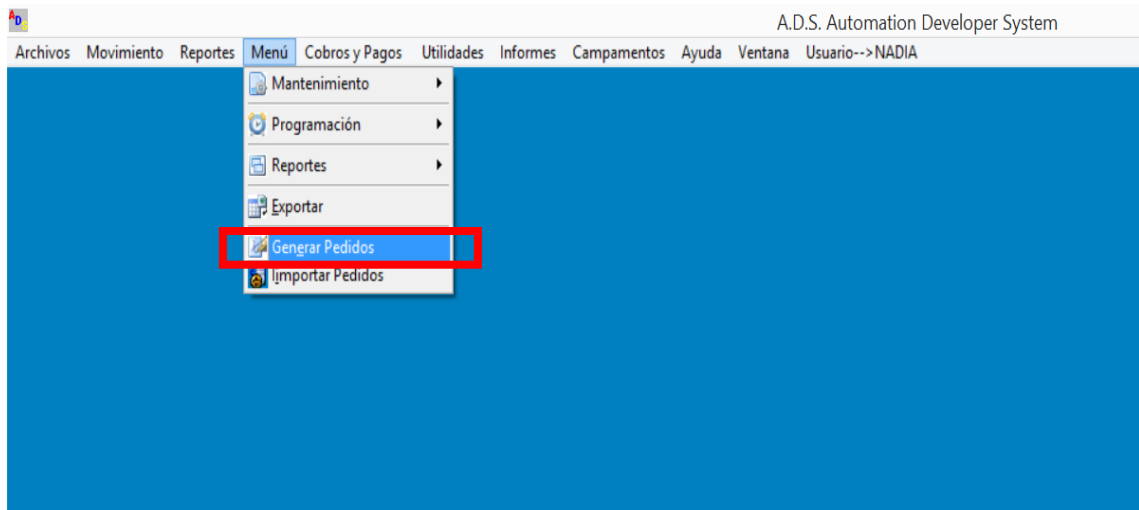 A.D.S. Automation Developer System
Archivos Movimiento Reportes Menú Cobros y Pagos Utilidades Informes Campamentos Ayuda Ventana Usuario-->NADIA
Mantenimiento
Programación
Reportes
Exportar
Generar Pedidos
Iimportar Pedidos